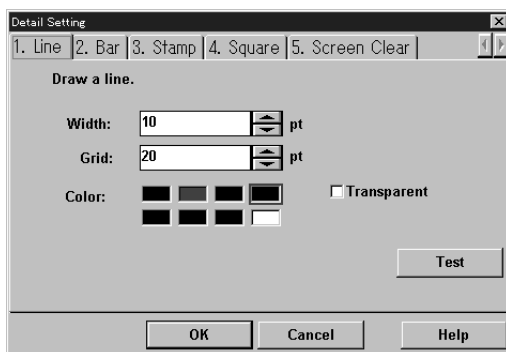 Detail Setting
1. Line 2. Bar 3. Stamp 4. Square 5. Screen Clear
Draw a line.
Width: 10 pt
Grid: 20 pt
Color: Transparent
Test
OK Cancel Help